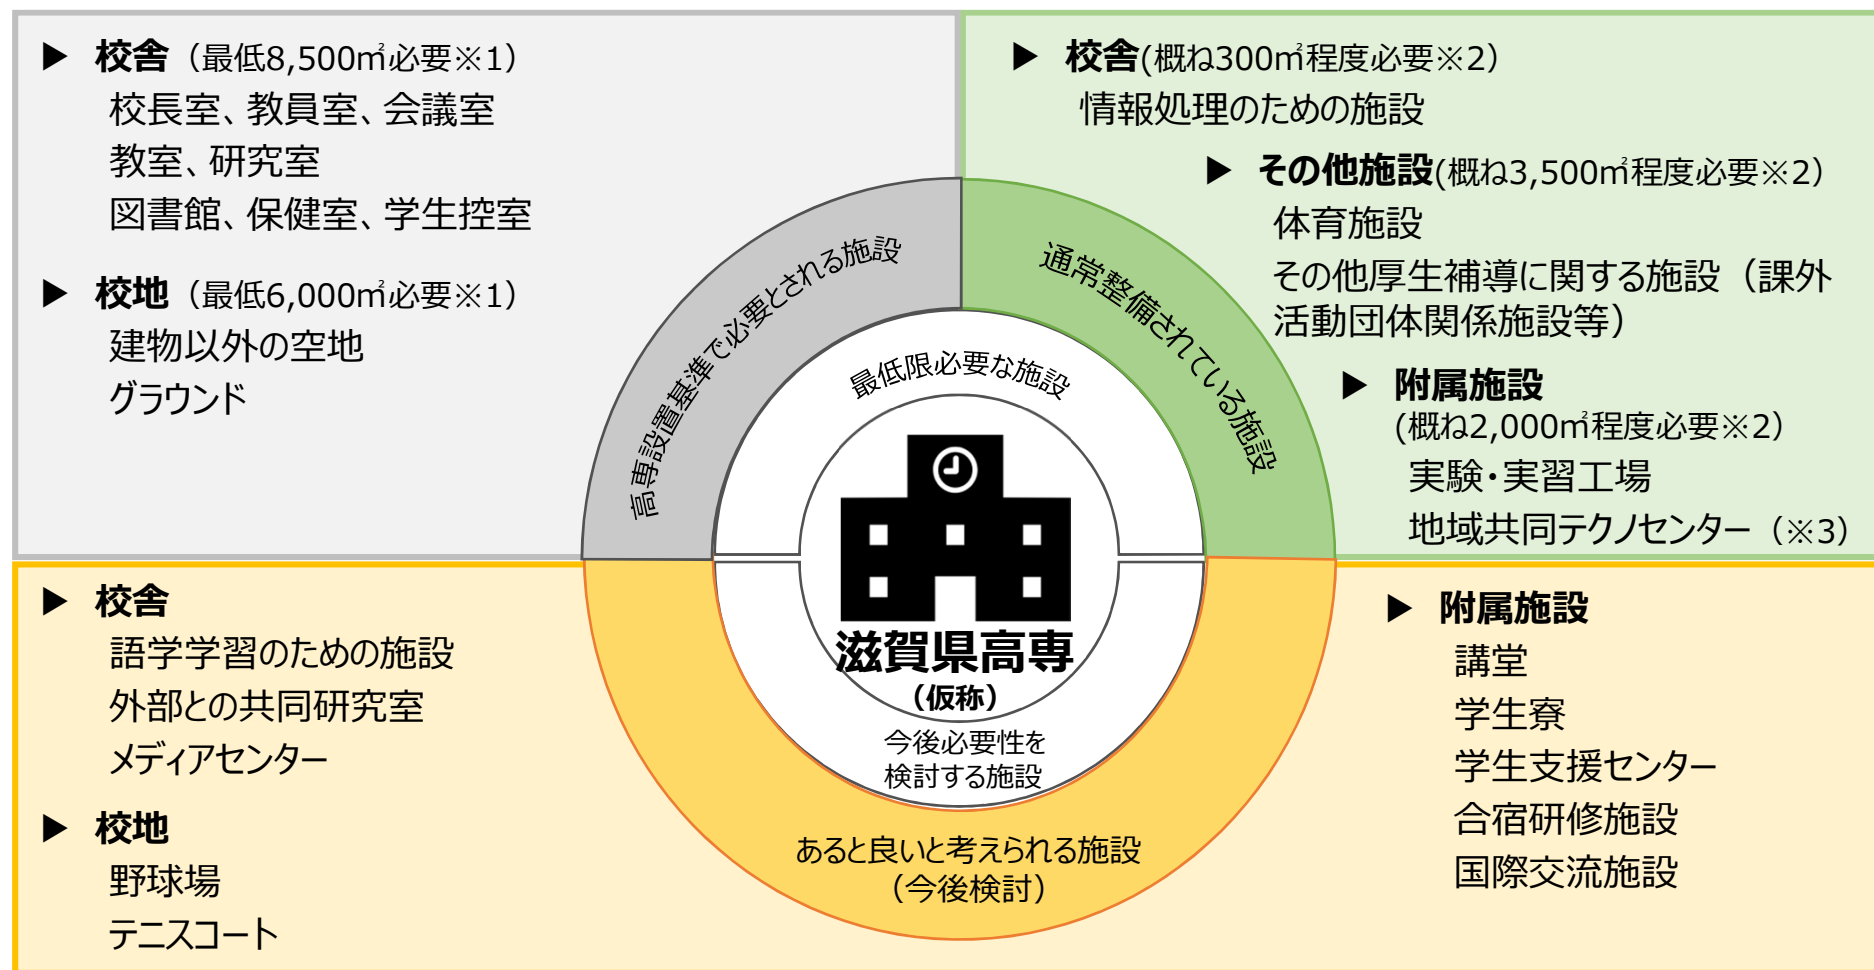 ▶ 校舎（最低8,500㎡必要※1）
校長室、教員室、会議室
教室、研究室
図書館、保健室、学生控室
▶ 校地（最低6,000㎡必要※1）
建物以外の空地
グラウンド
▶ 校舎(概ね300㎡程度必要※2）
情報処理のための施設
▶ その他施設(概ね3,500㎡程度必要※2）
体育施設
その他厚生補導に関する施設（課外
活動団体関係施設等）
▶ 附属施設
(概ね2,000㎡程度必要※2）
実験・実習工場
地域共同テクノセンター（※3）
高専設置基準で必要とされる施設
通常整備されている施設
最低限必要な施設
滋賀県高専
（仮称）
今後必要性を
検討する施設
あると良いと考えられる施設
（今後検討）
▶ 校舎
語学学習のための施設
外部との共同研究室
メディアセンター
▶ 校地
野球場
テニスコート
▶ 附属施設
講堂
学生寮
学生支援センター
合宿研修施設
国際交流施設